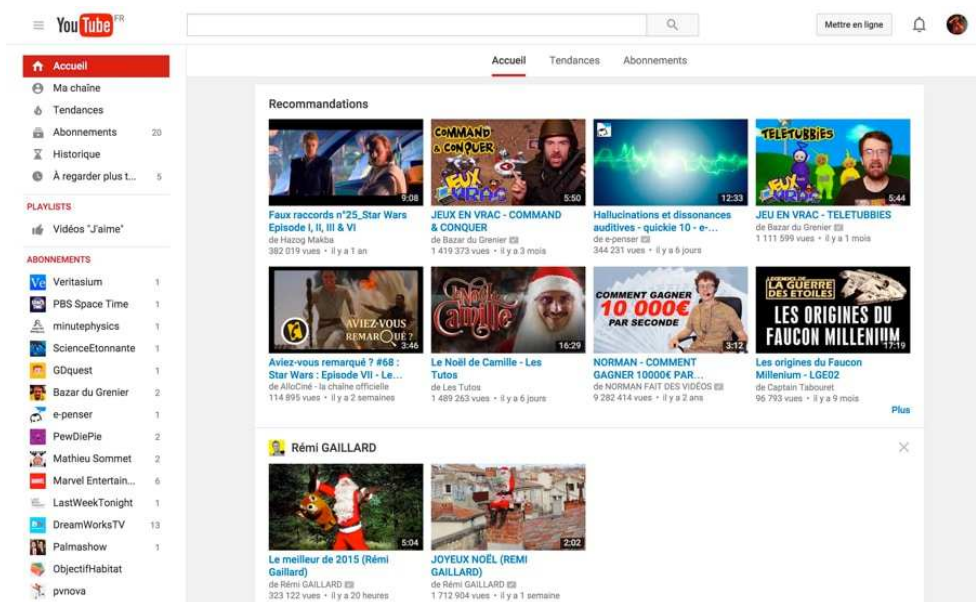 YouTube FR
Mettre en ligne
Accueil
Ma chaîne
Tendances
Abonnements 20
Historique
À regarder plus t... 5
PLAYLISTS
Vidéos "J'aime"
ABONNEMENTS
Veritasium 1
PBS Space Time 1
minutephysics 1
ScienceEtonnante 1
GDquest 1
Bazar du Grenier 2
e-penser 1
PewDiePie 2
Mathieu Sommet 2
Marvel Entertain... 6
LastWeekTonight 1
DreamWorksTV 13
Palmashow 1
ObjectifHabitat
pvnova
Accueil Tendances Abonnements
Recommandations
9:08
Faux raccords n°25_Star Wars
Episode I, II, III & VI
de Hazog Makba
382 019 vues • il y a 1 an
COMMAND
& CONQUER
JEUX
VRAC
5:50
JEUX EN VRAC - COMMAND
& CONQUER
de Bazar du Grenier
1 419 373 vues • il y a 3 mois
12:33
Hallucinations et dissonances
auditives - quickie 10 - e-...
de e-penser
344 231 vues • il y a 6 jours
TELETUBBIES
JEUX
VRAC
5:44
JEU EN VRAC - TELETUBBIES
de Bazar du Grenier
1 111 599 vues • il y a 1 mois
AVIEZ-VOUS
REMARQUÉ ?
3:46
Aviez-vous remarqué ? #68 :
Star Wars : Episode VII - Le...
de AlloCiné - la chaîne officielle
114 895 vues • il y a 2 semaines
Noël
Camille
16:29
Le Noël de Camille - Les
Tutos
de Les Tutos
1 489 263 vues • il y a 6 jours
COMMENT GAGNER
10 000€
PAR SECONDE
3:12
NORMAN - COMMENT
GAGNER 10000€ PAR...
de NORMAN FAIT DES VIDÉOS
9 282 414 vues • il y a 2 ans
LEGENDES DE
LA GUERRE
DES ETOILES
LES ORIGINES DU
FAUCON MILLENIUM
17:19
Les origines du Faucon
Millenium - LGE02
de Captain Tabouret
96 793 vues • il y a 9 mois
Plus
Rémi GAILLARD
5:04
Le meilleur de 2015 (Rémi
Gaillard)
de Rémi GAILLARD
323 122 vues • il y a 20 heures
2:02
JOYEUX NOËL (REMI
GAILLARD)
de Rémi GAILLARD
1 712 904 vues • il y a 1 semaine